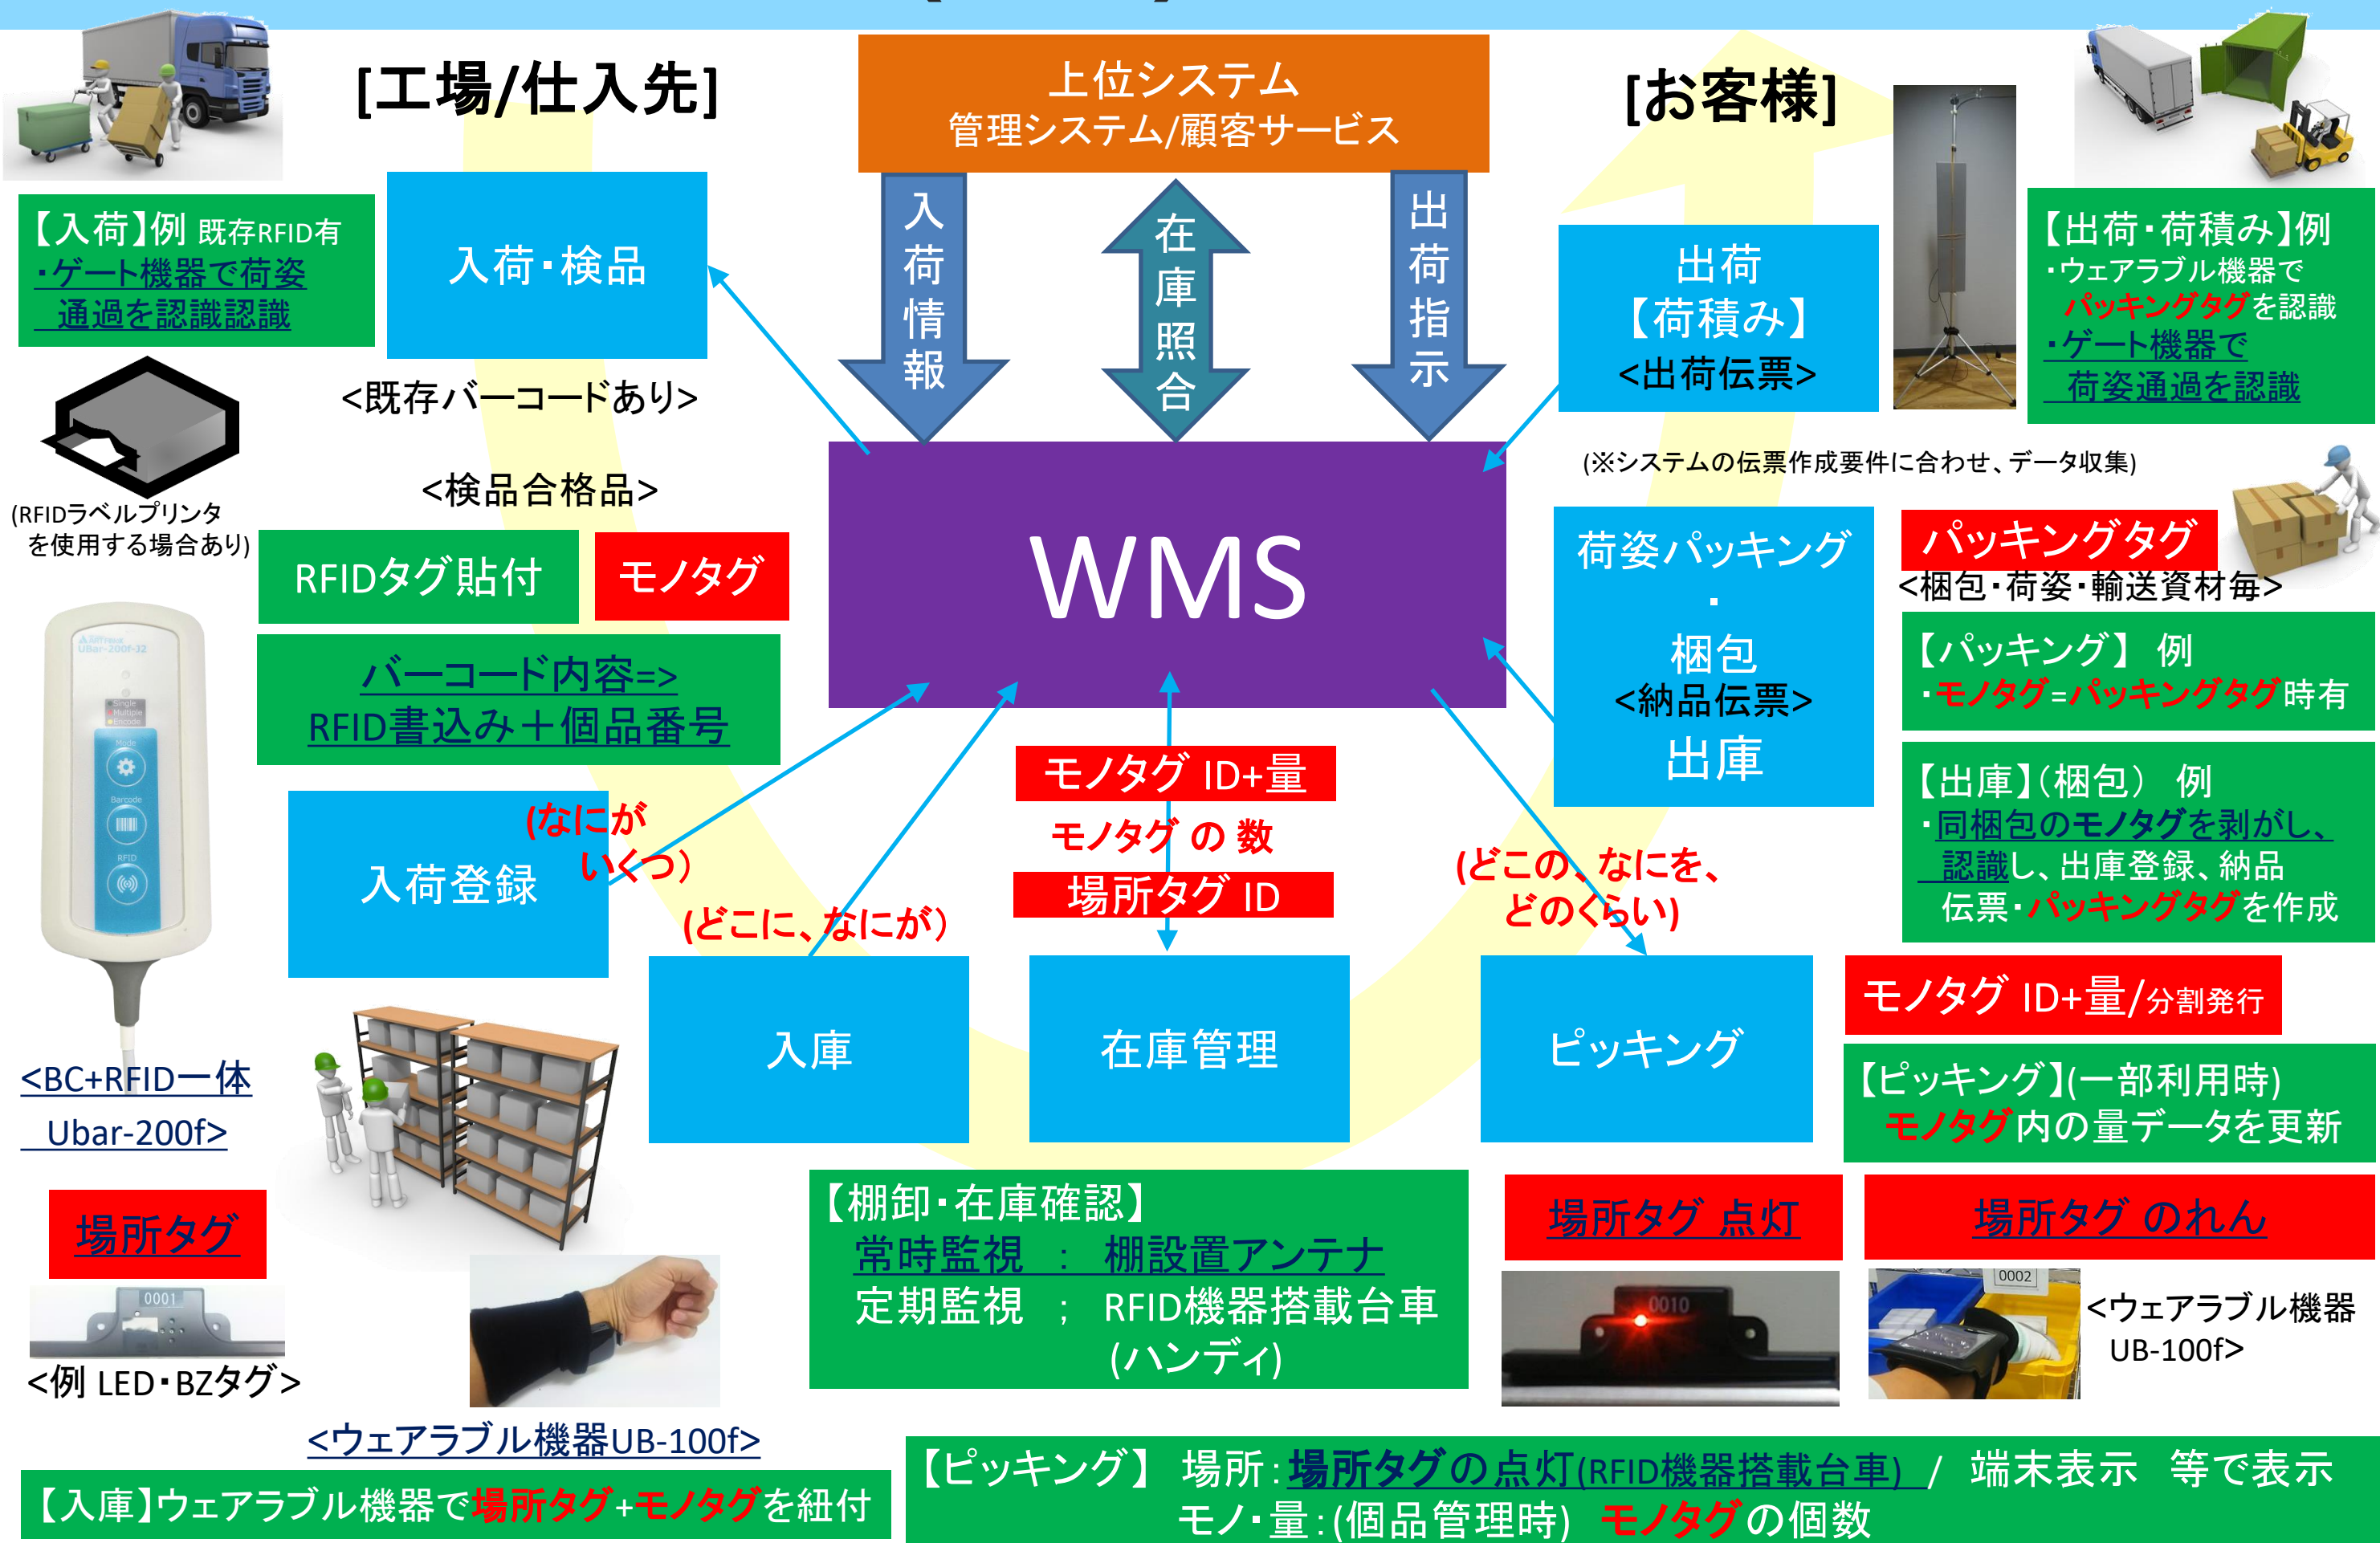 [工場/仕入先]
上位システム
管理システム/顧客サービス
[お客様]
【入荷】例 既存RFID有
・ゲート機器で荷姿
通過を認識認識
入荷・検品
入荷情報
在庫照合
出荷指示
出荷
【荷積み】
<出荷伝票>
【出荷・荷積み】例
・ウェアラブル機器で
パッキングタグを認識
・ゲート機器で
荷姿通過を認識
<既存バーコードあり>
<検品合格品>
(RFIDラベルプリンタ
を使用する場合あり)
(※システムの伝票作成要件に合わせ、データ収集)
RFIDタグ貼付
モノタグ
WMS
荷姿パッキング
・
梱包
<納品伝票>
出庫
パッキングタグ
<梱包・荷姿・輸送資材毎>
バーコード内容=>
RFID書込み＋個品番号
【パッキング】 例
・モノタグ=パッキングタグ時有
UBar-200f-J2
Single
Multiple
Encode
Mode
Barcode
RFID
モノタグ ID+量
モノタグ の 数
場所タグ ID
【出庫】(梱包） 例
・同梱包のモノタグを剥がし、
認識し、出庫登録、納品
伝票・パッキングタグを作成
入荷登録
(なにが
いくつ）
(どこに、なにが）
(どこの、なにを、
どのくらい)
入庫
在庫管理
ピッキング
モノタグ ID+量/分割発行
【ピッキング】(一部利用時)
モノタグ内の量データを更新
<BC+RFID一体
Ubar-200f>
場所タグ
0001
<例 LED・BZタグ>
<ウェアラブル機器UB-100f>
【棚卸・在庫確認】
常時監視 : 棚設置アンテナ
定期監視 ; RFID機器搭載台車
(ハンディ)
場所タグ 点灯
0010
場所タグ のれん
0002
<ウェアラブル機器
UB-100f>
【入庫】ウェアラブル機器で場所タグ+モノタグを紐付
【ピッキング】 場所：場所タグの点灯(RFID機器搭載台車) / 端末表示 等で表示
モノ・量：(個品管理時) モノタグの個数